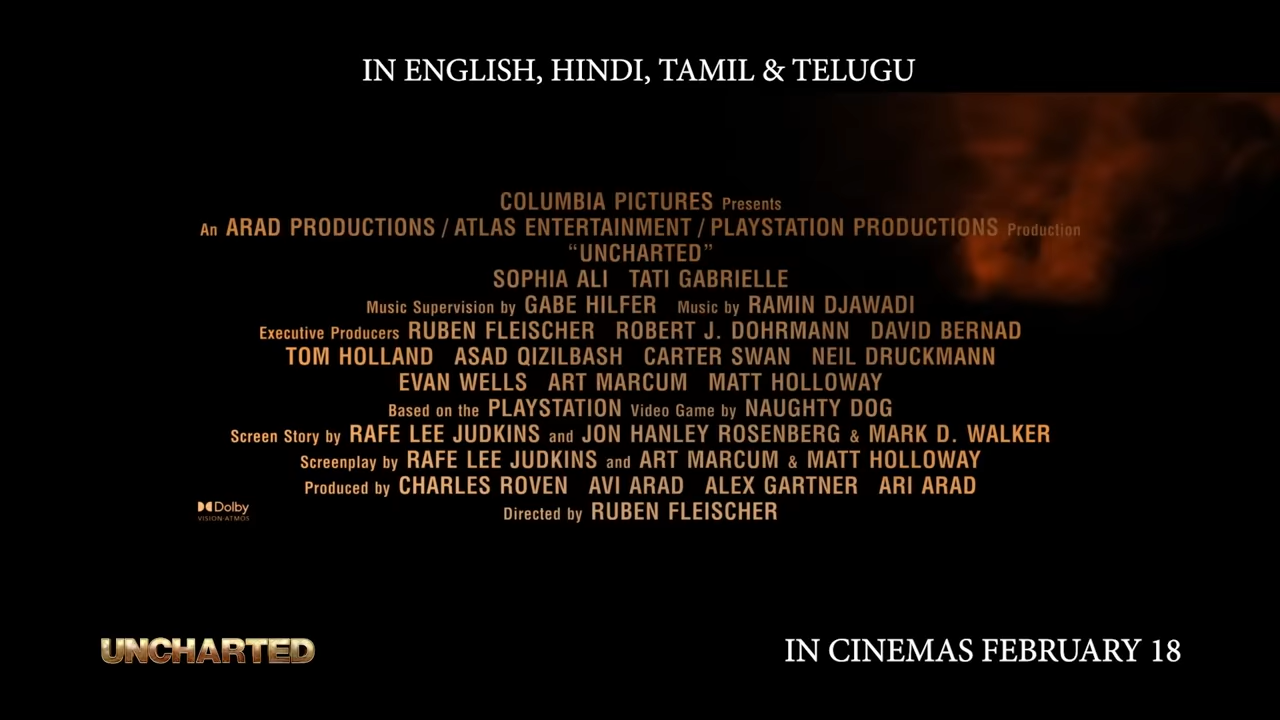 IN ENGLISH, HINDI, TAMIL & TELUGU
COLUMBIA PICTURES Presents
An ARAD PRODUCTIONS / ATLAS ENTERTAINMENT / PLAYSTATION PRODUCTIONS Production
“UNCHARTED”
SOPHIA ALI TATI GABRIELLE
Music Supervision by GABE HILFER Music by RAMIN DJAWADI
Executive Producers RUBEN FLEISCHER ROBERT J. DOHRMANN DAVID BERNAD
TOM HOLLAND ASAD QIZILBASH CARTER SWAN NEIL DRUCKMANN
EVAN WELLS ART MARCUM MATT HOLLOWAY
Based on the PLAYSTATION Video Game by NAUGHTY DOG
Screen Story by RAFE LEE JUDKINS and JON HANLEY ROSENBERG & MARK D. WALKER
Screenplay by RAFE LEE JUDKINS and ART MARCUM & MATT HOLLOWAY
Produced by CHARLES ROVEN AVI ARAD ALEX GARTNER ARI ARAD
Directed by RUBEN FLEISCHER
Dolby
VISION·ATMOS
UNCHARTED
IN CINEMAS FEBRUARY 18